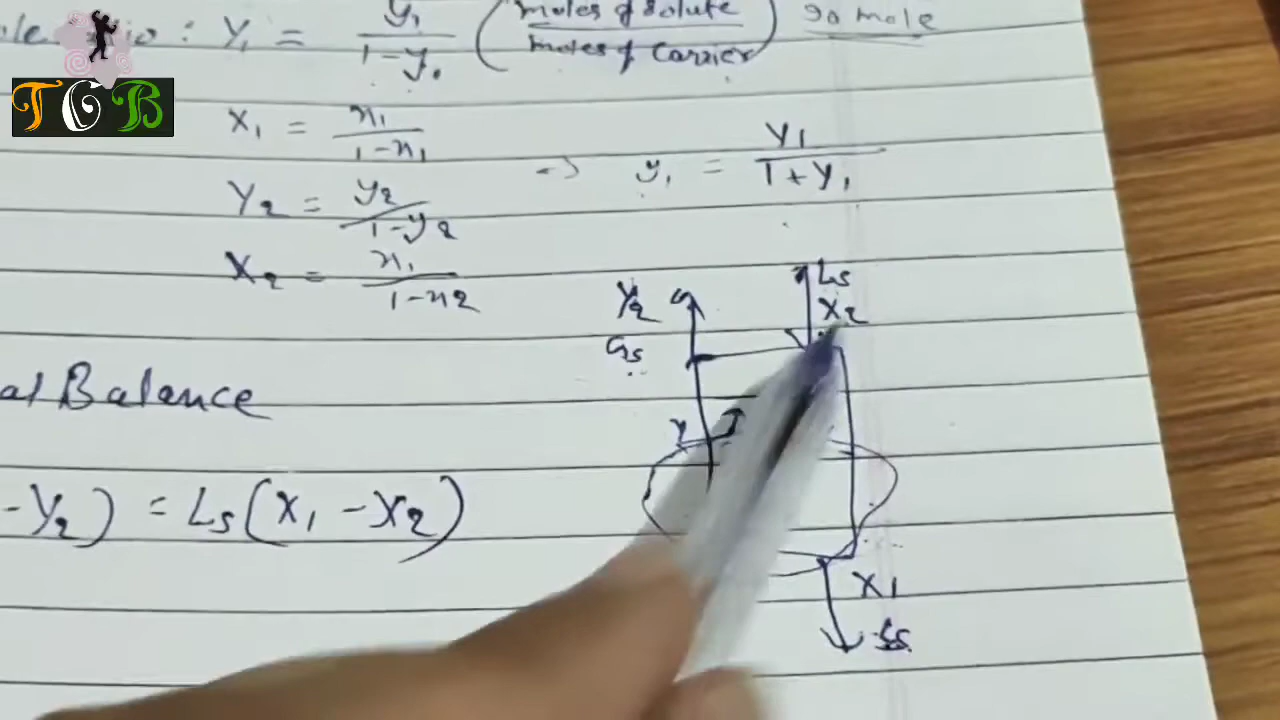 Y₁ = y₁ / 1-y₁ (moles of solute / moles of carrier)
TGB
X₁ = x₁ / 1-x₁
→ y₁ = Y₁ / 1+Y₁
Y₂ = y₂ / 1-y₂
X₂ = x₁ / 1-x₂
Ls
Y₂
X₂
Gs
al Balance
Y
-Y₂) = Ls(X₁ - X₂)
X₁
Ls